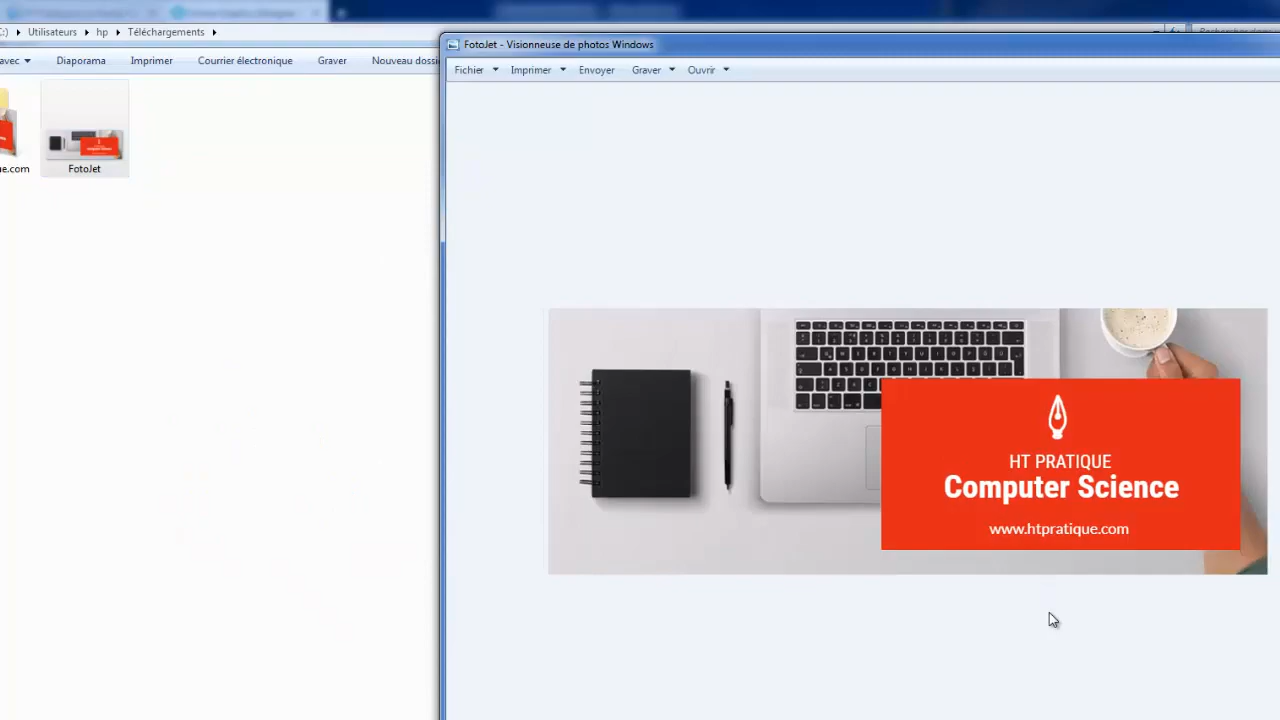 Utilisateurs hp Téléchargements
avec Diaporama Imprimer Courrier électronique Graver Nouveau dossi
ue.com
FotoJet
FotoJet - Visionneuse de photos Windows
Fichier Imprimer Envoyer Graver Ouvrir
HT PRATIQUE
Computer Science
www.htpratique.com